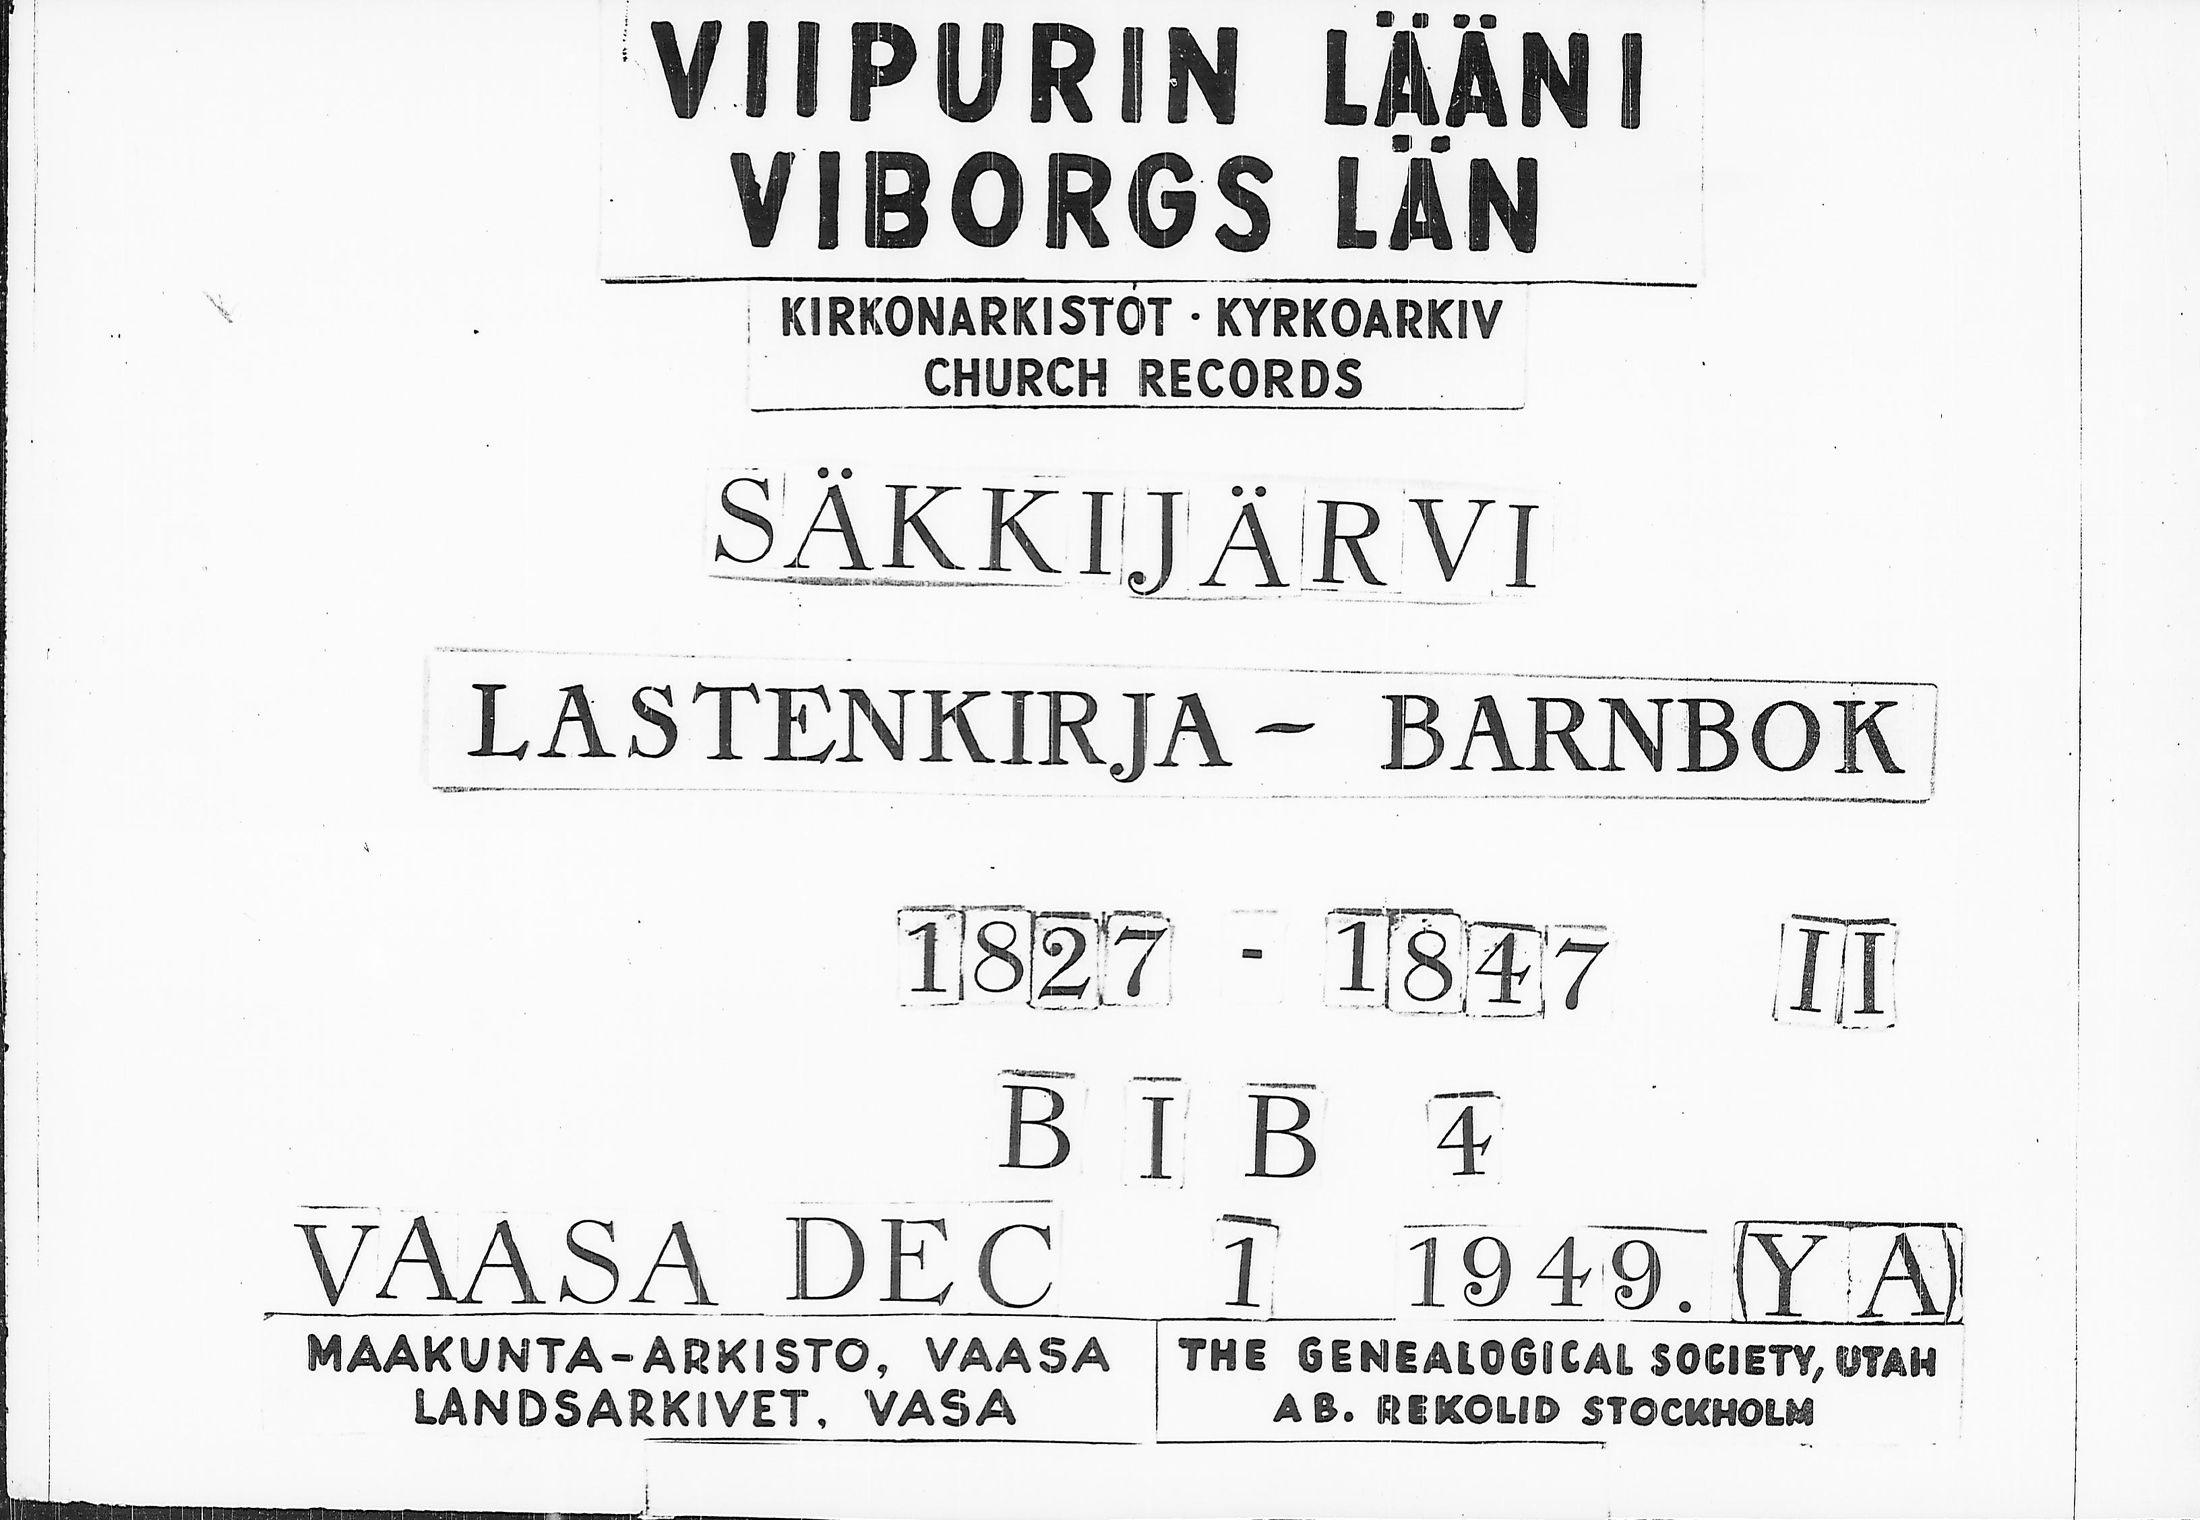 VIIPURIN LÄÄNI
VIBORGS LÄN
KIRKONARKISTOT · KYRKOARKIV
CHURCH RECORDS
SÄKKIJÄRVI
LASTENKIRJA - BARNBOK
1827 - 1847 II
B I B 4
VAASA DEC 1 1949. (YA)
MAAKUNTA-ARKISTO, VAASA
LANDSARKIVET, VASA
THE GENEALOGICAL SOCIETY, UTAH
AB. REKOLID STOCKHOLM